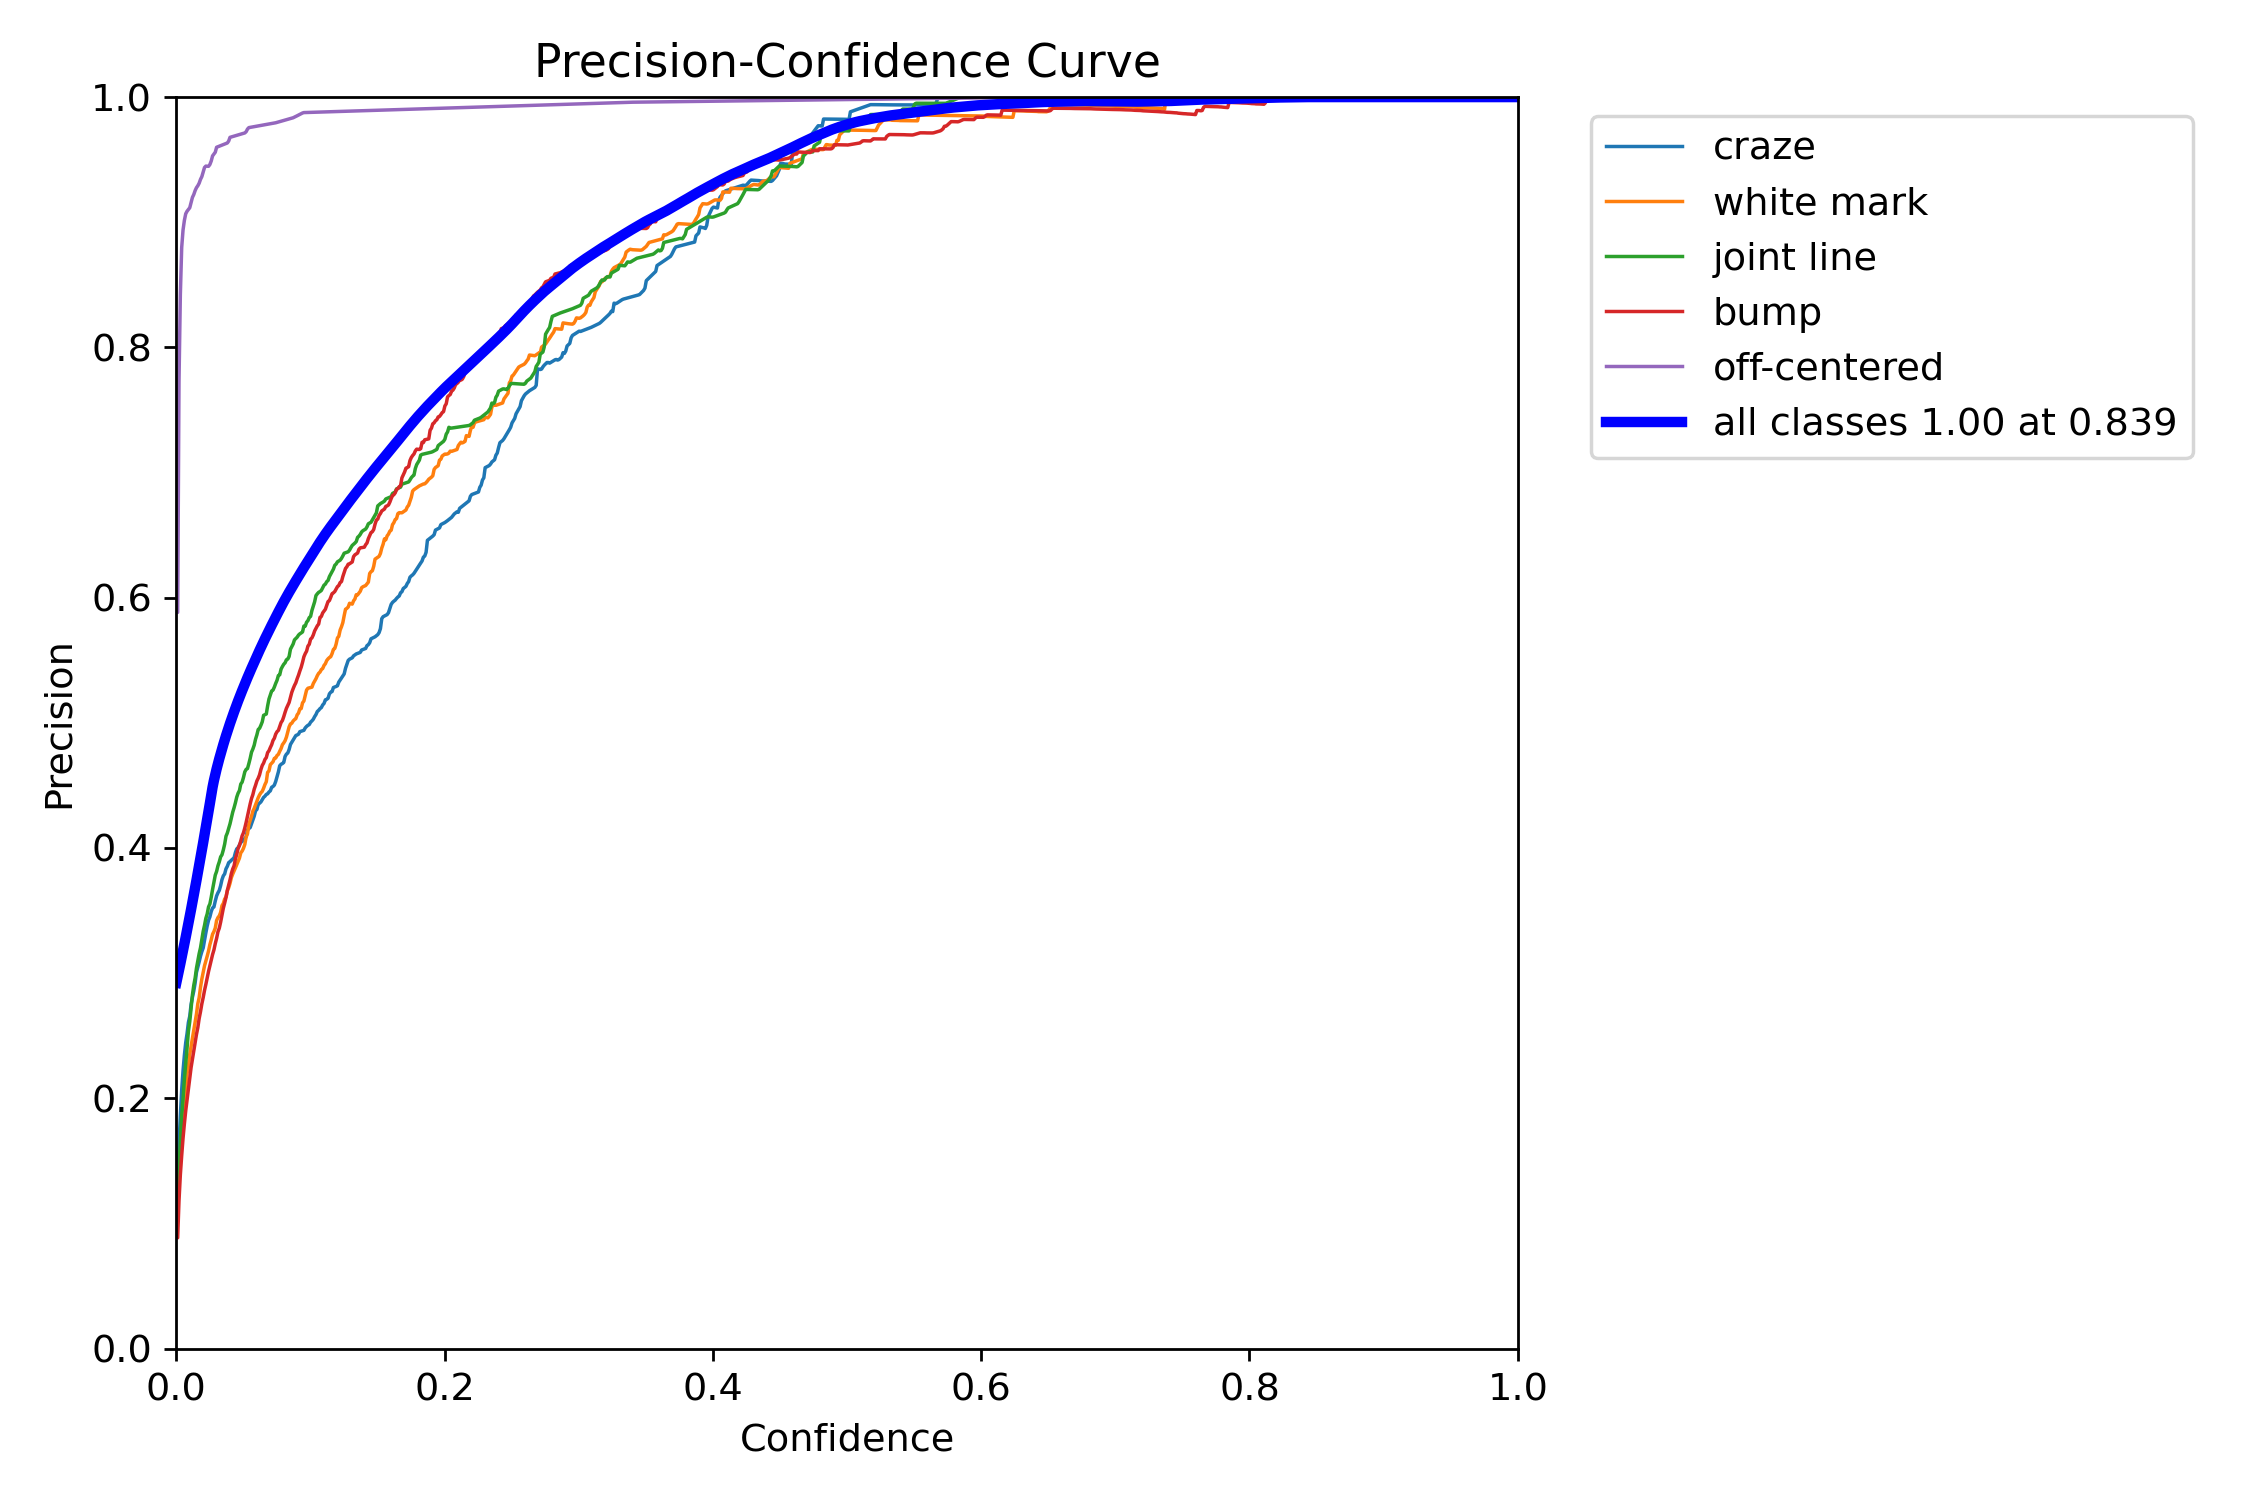 Precision-Confidence Curve
1.0
0.8
0.6
0.4
0.2
0.0
Precision
0.0 0.2 0.4 0.6 0.8 1.0
Confidence
craze
white mark
joint line
bump
off-centered
all classes 1.00 at 0.839